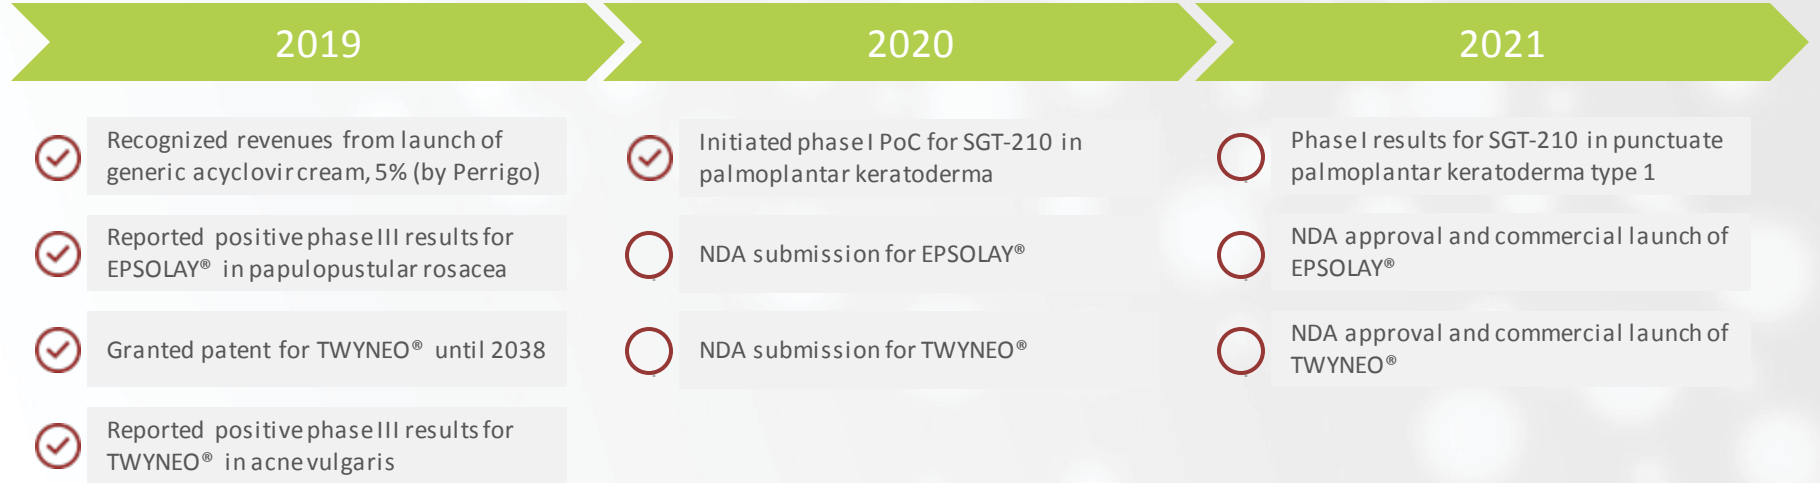 2019
Recognized revenues from launch of
generic acyclovir cream, 5% (by Perrigo)
Reported positive phase III results for
EPSOLAY® in papulopustular rosacea
Granted patent for TWYNEO® until 2038
Reported positive phase III results for
TWYNEO® in acne vulgaris
2020
Initiated phase I PoC for SGT-210 in
palmoplantar keratoderma
NDA submission for EPSOLAY®
NDA submission for TWYNEO®
2021
Phase I results for SGT-210 in punctuate
palmoplantar keratoderma type 1
NDA approval and commercial launch of
EPSOLAY®
NDA approval and commercial launch of
TWYNEO®